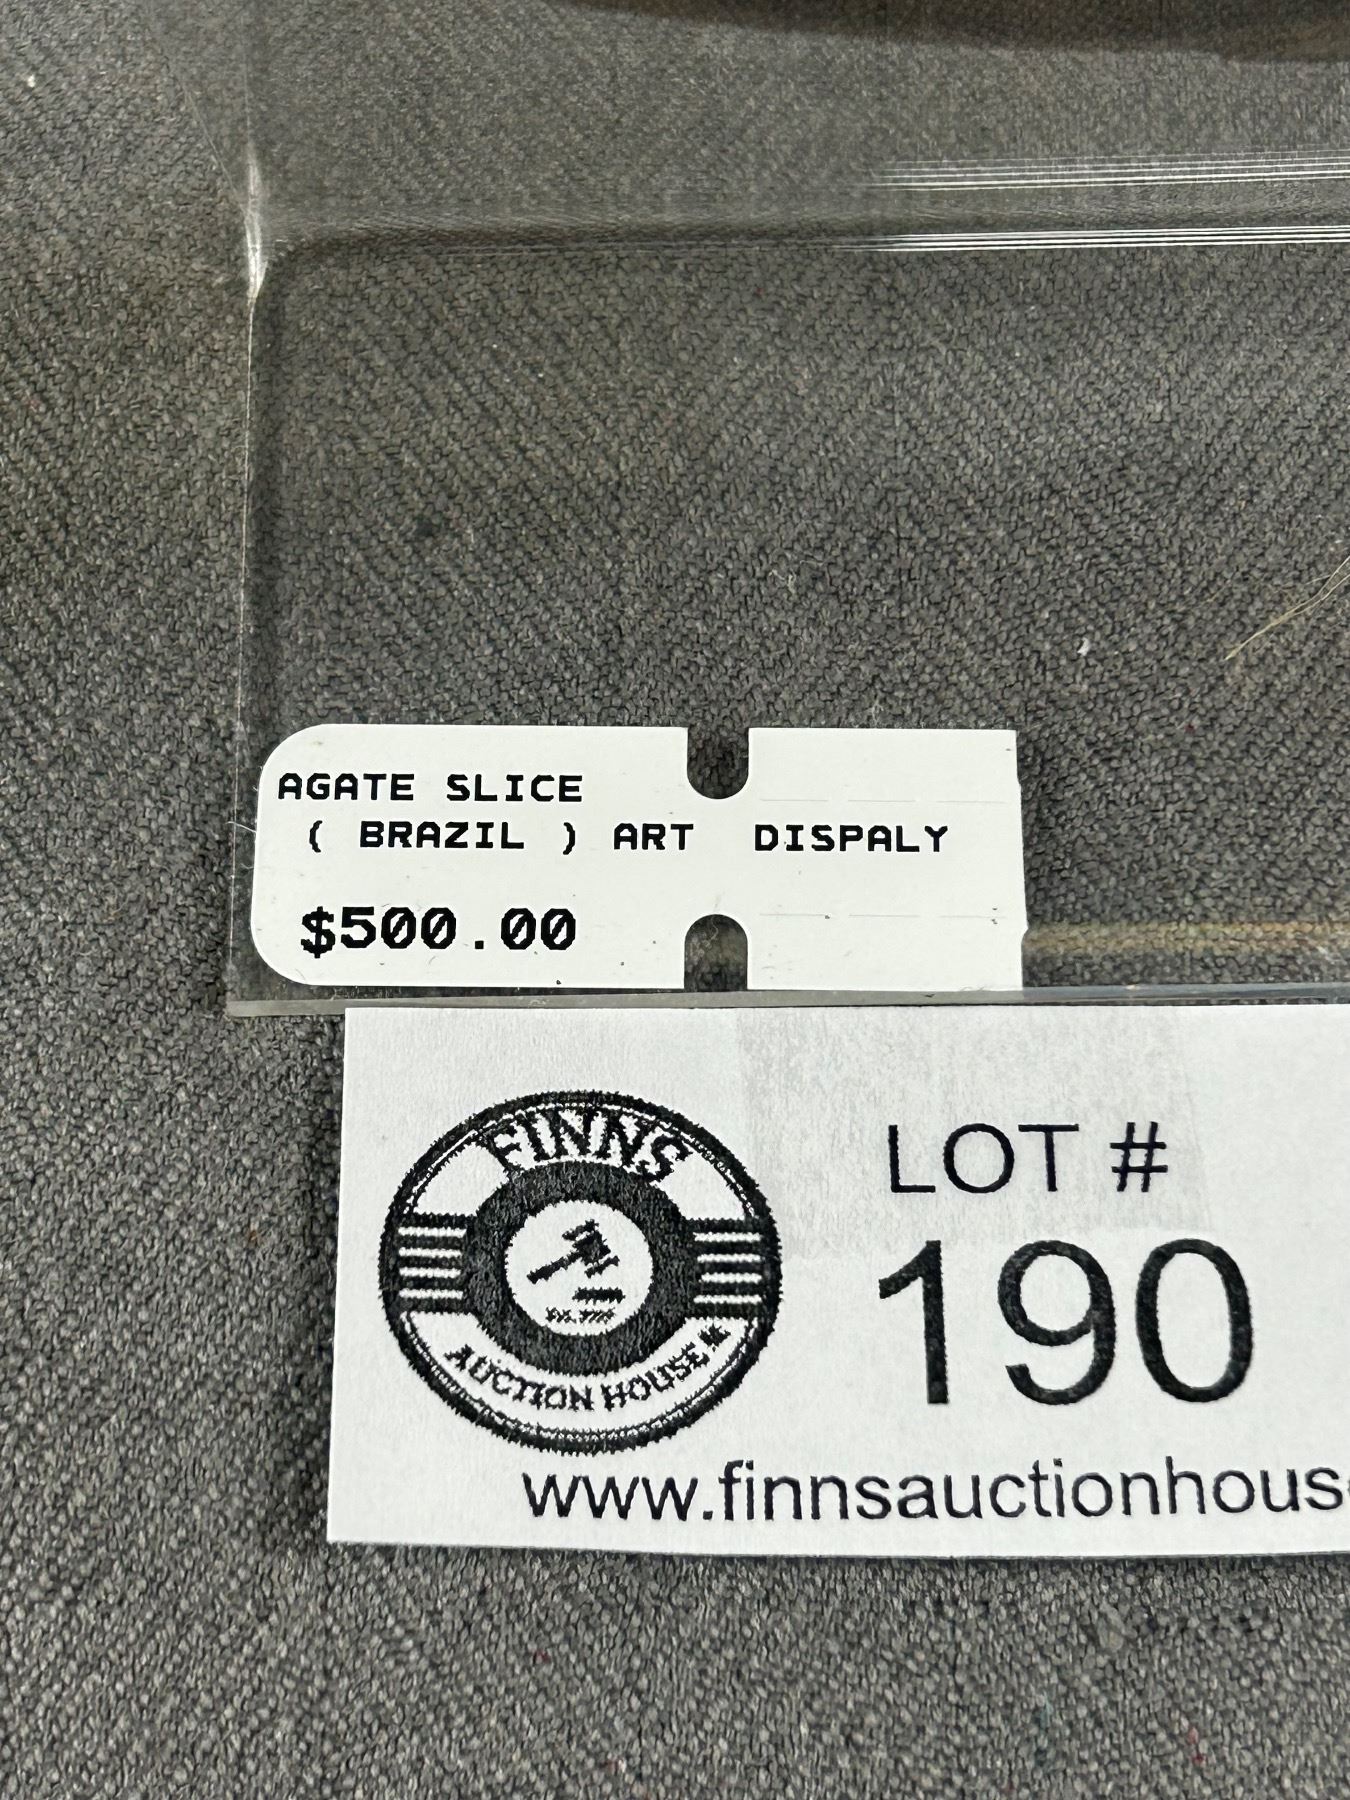 AGATE SLICE
( BRAZIL ) ART DISPALY
$500.00
FINNS
AUCTION HOUSE
LOT #
190
www.finnsauctionhous